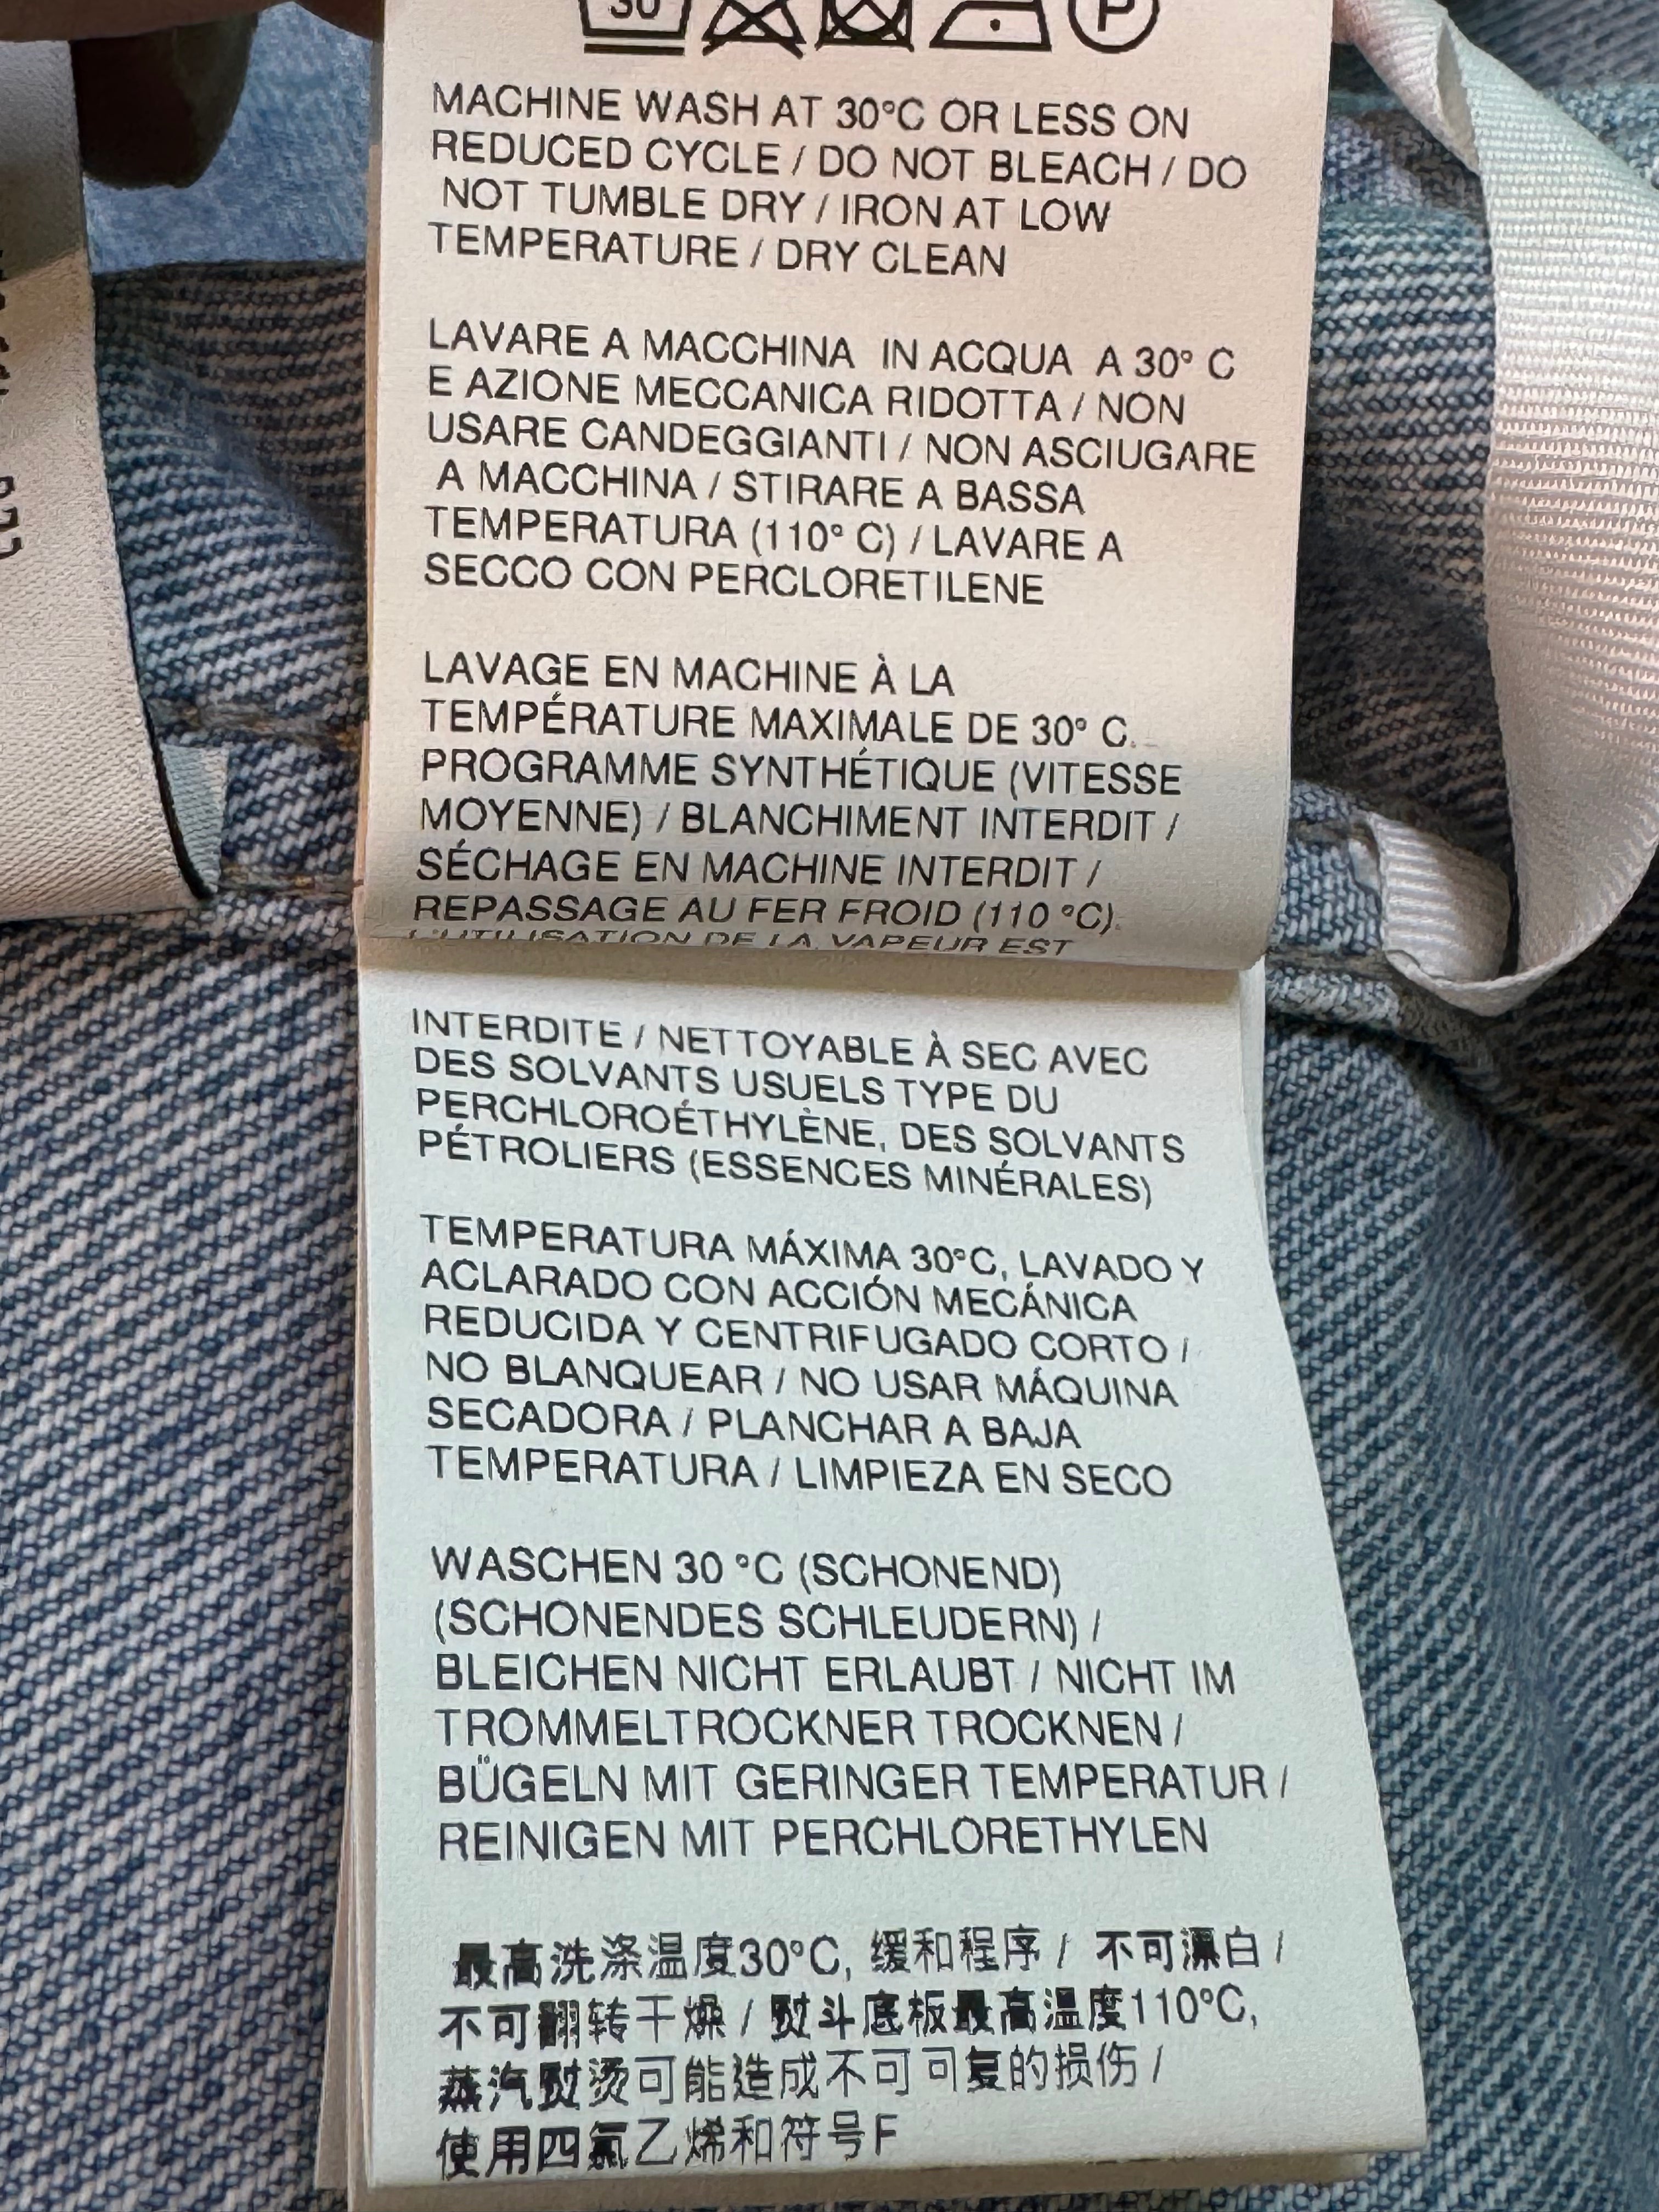 30
P
MACHINE WASH AT 30°C OR LESS ON
REDUCED CYCLE / DO NOT BLEACH / DO
NOT TUMBLE DRY / IRON AT LOW
TEMPERATURE / DRY CLEAN
LAVARE A MACCHINA IN ACQUA A 30° C
E AZIONE MECCANICA RIDOTTA / NON
USARE CANDEGGIANTI / NON ASCIUGARE
A MACCHINA / STIRARE A BASSA
TEMPERATURA (110° C) / LAVARE A
SECCO CON PERCLORETILENE
LAVAGE EN MACHINE À LA
TEMPÉRATURE MAXIMALE DE 30° C.
PROGRAMME SYNTHÉTIQUE (VITESSE
MOYENNE) / BLANCHIMENT INTERDIT /
SÉCHAGE EN MACHINE INTERDIT /
REPASSAGE AU FER FROID (110 °C).
L'UTILISATION DE LA VAPEUR EST
INTERDITE / NETTOYABLE À SEC AVEC
DES SOLVANTS USUELS TYPE DU
PERCHLOROÉTHYLÈNE, DES SOLVANTS
PÉTROLIERS (ESSENCES MINÉRALES)
TEMPERATURA MÁXIMA 30°C, LAVADO Y
ACLARADO CON ACCIÓN MECÁNICA
REDUCIDA Y CENTRIFUGADO CORTO /
NO BLANQUEAR / NO USAR MÁQUINA
SECADORA / PLANCHAR A BAJA
TEMPERATURA / LIMPIEZA EN SECO
WASCHEN 30 °C (SCHONEND)
(SCHONENDES SCHLEUDERN) /
BLEICHEN NICHT ERLAUBT / NICHT IM
TROMMELTROCKNER TROCKNEN /
BÜGELN MIT GERINGER TEMPERATUR /
REINIGEN MIT PERCHLORETHYLEN
最高洗涤温度30°C, 缓和程序 / 不可漂白 /
不可翻转干燥 / 熨斗底板最高温度110°C,
蒸汽熨烫可能造成不可可复的损伤 /
使用四氯乙烯和符号F